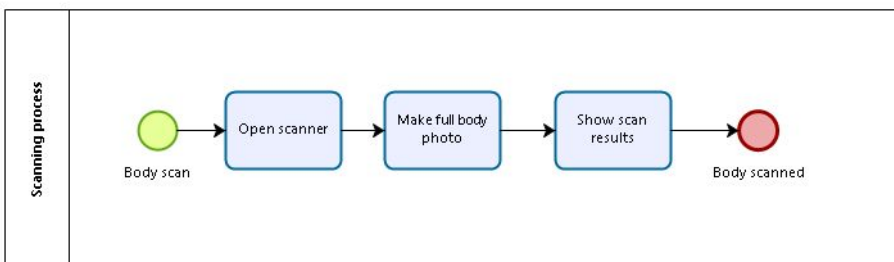 Scanning process
Open scanner
Make full body
photo
Show scan
results
Body scan
Body scanned